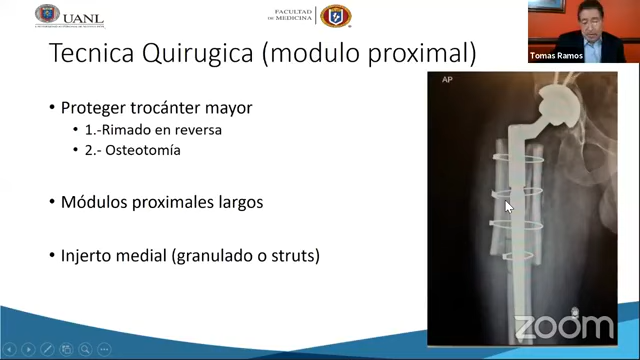 UANL
FACULTAD
DE MEDICINA
Tecnica Quirugica (modulo proximal)
Tomas Ramos
AP
• Proteger trocánter mayor
• 1.-Rimado en reversa
• 2.- Osteotomía
• Módulos proximales largos
• Injerto medial (granulado o struts)
zoom